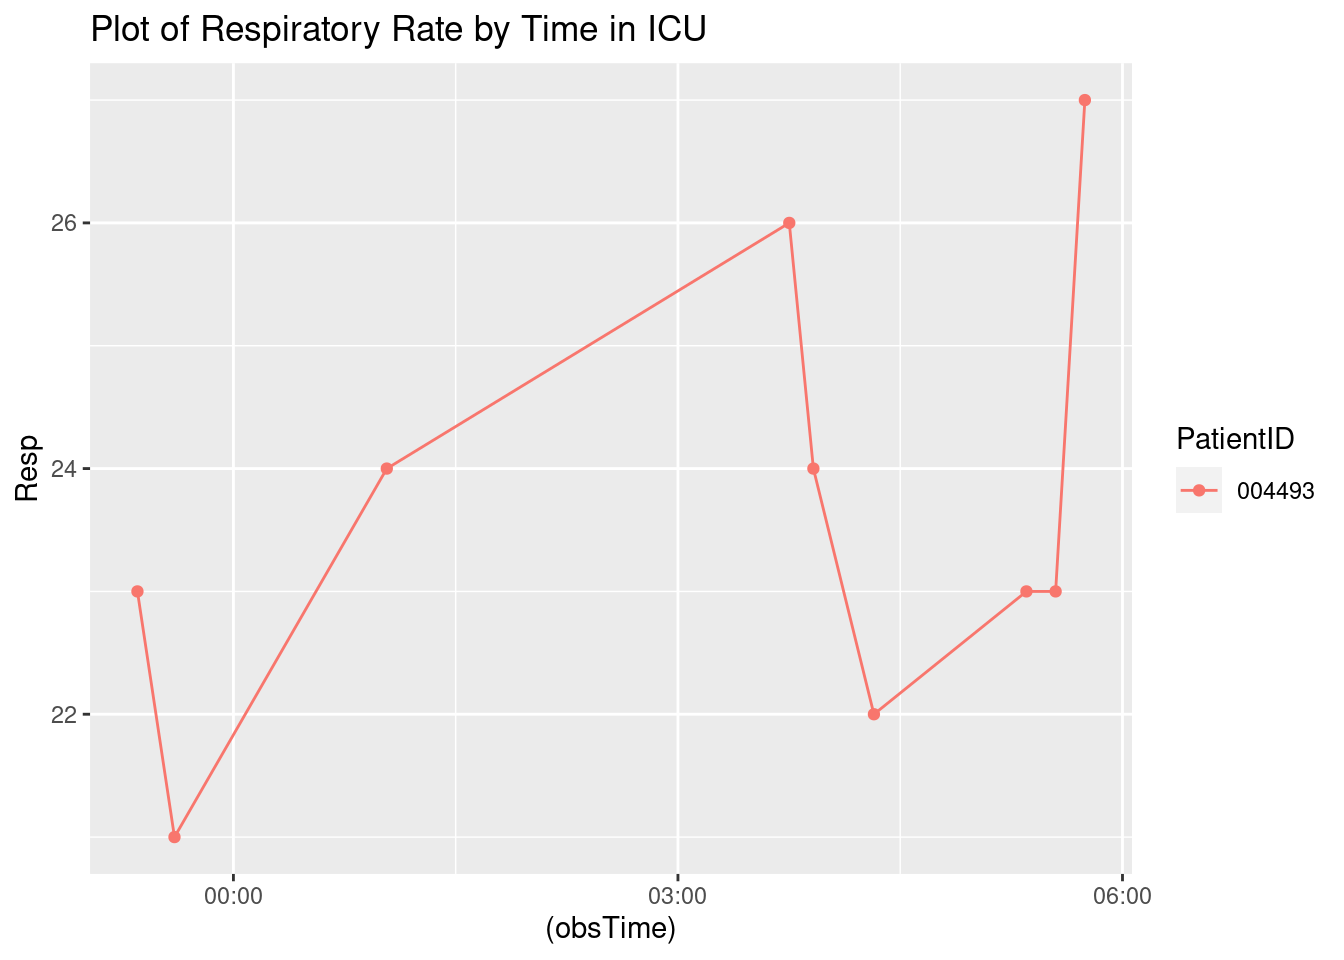 Plot of Respiratory Rate by Time in ICU
26
24
22
Resp
00:00
03:00
06:00
(obsTime)
PatientID
004493